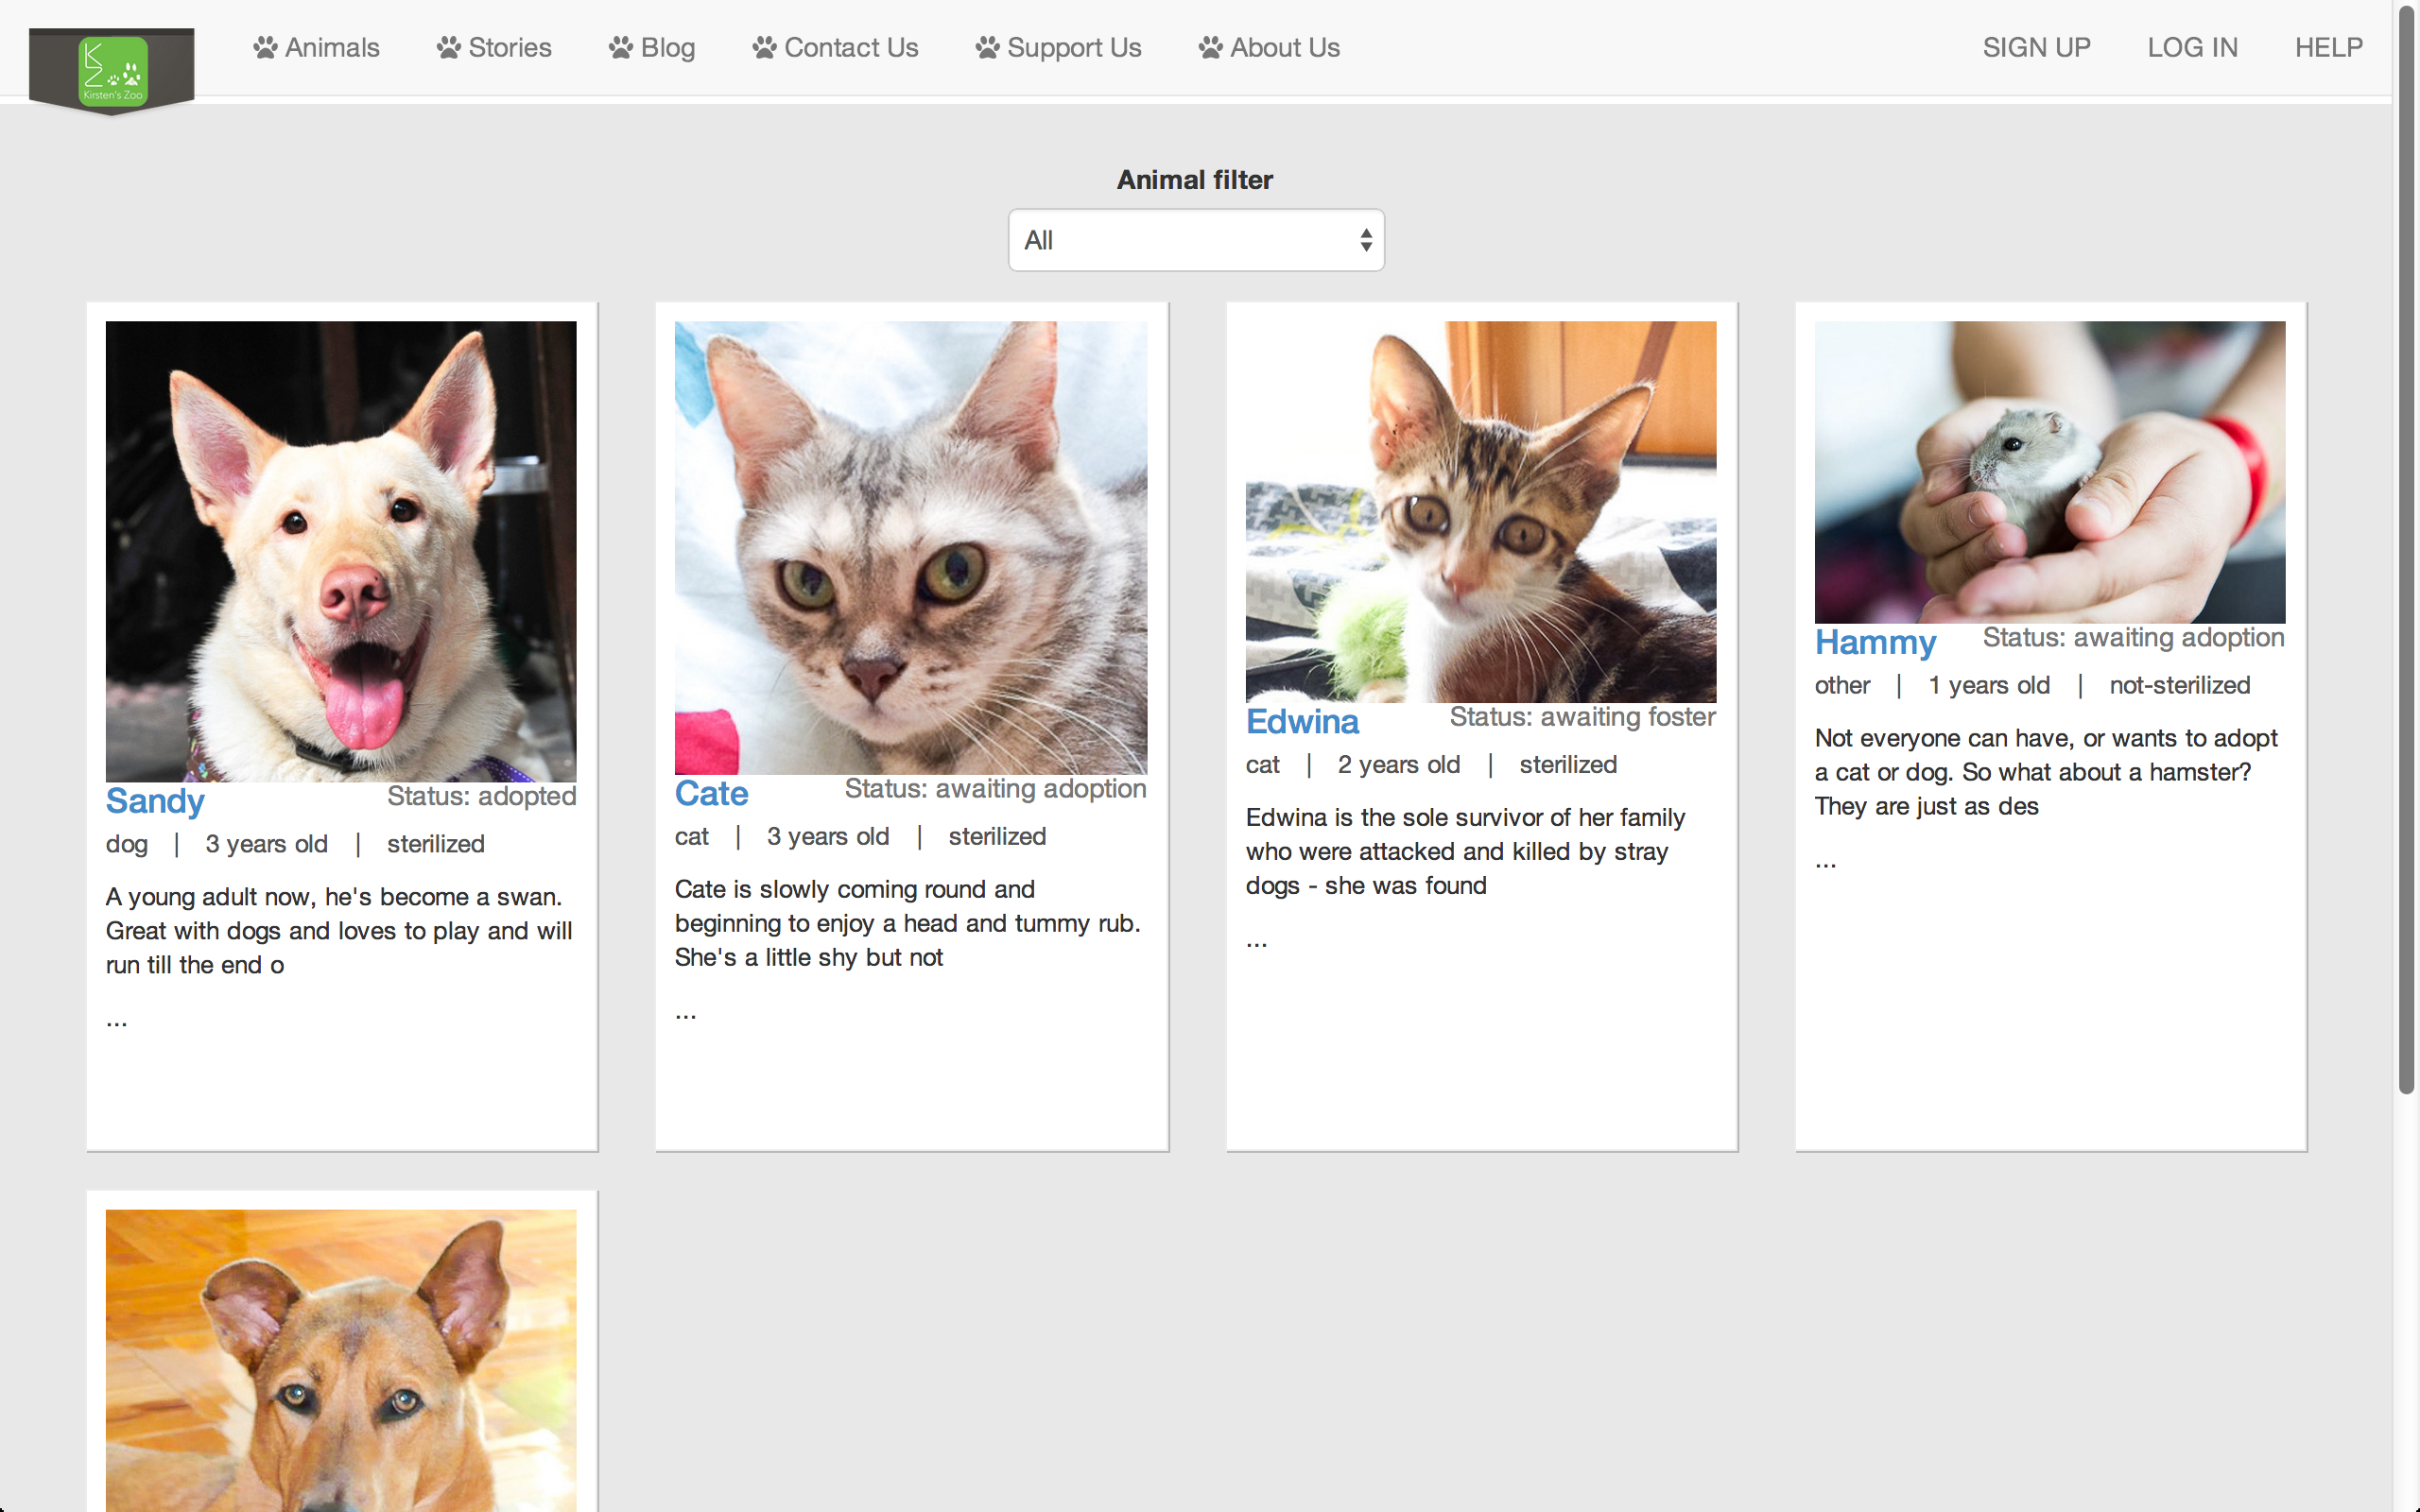 Kirsten's Zoo
Animals
Stories
Blog
Contact Us
Support Us
About Us
SIGN UP
LOG IN
HELP
Animal filter
All
Sandy
Status: adopted
dog | 3 years old | sterilized
A young adult now, he's become a swan.
Great with dogs and loves to play and will
run till the end o
...
Cate
Status: awaiting adoption
cat | 3 years old | sterilized
Cate is slowly coming round and
beginning to enjoy a head and tummy rub.
She's a little shy but not
...
Edwina
Status: awaiting foster
cat | 2 years old | sterilized
Edwina is the sole survivor of her family
who were attacked and killed by stray
dogs - she was found
...
Hammy
Status: awaiting adoption
other | 1 years old | not-sterilized
Not everyone can have, or wants to adopt
a cat or dog. So what about a hamster?
They are just as des
...